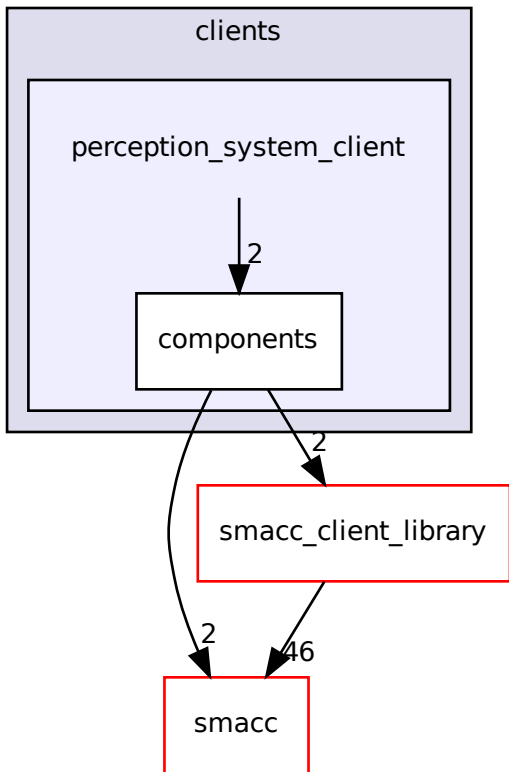 clients
perception_system_client
2
components
2
smacc_client_library
2
46
smacc